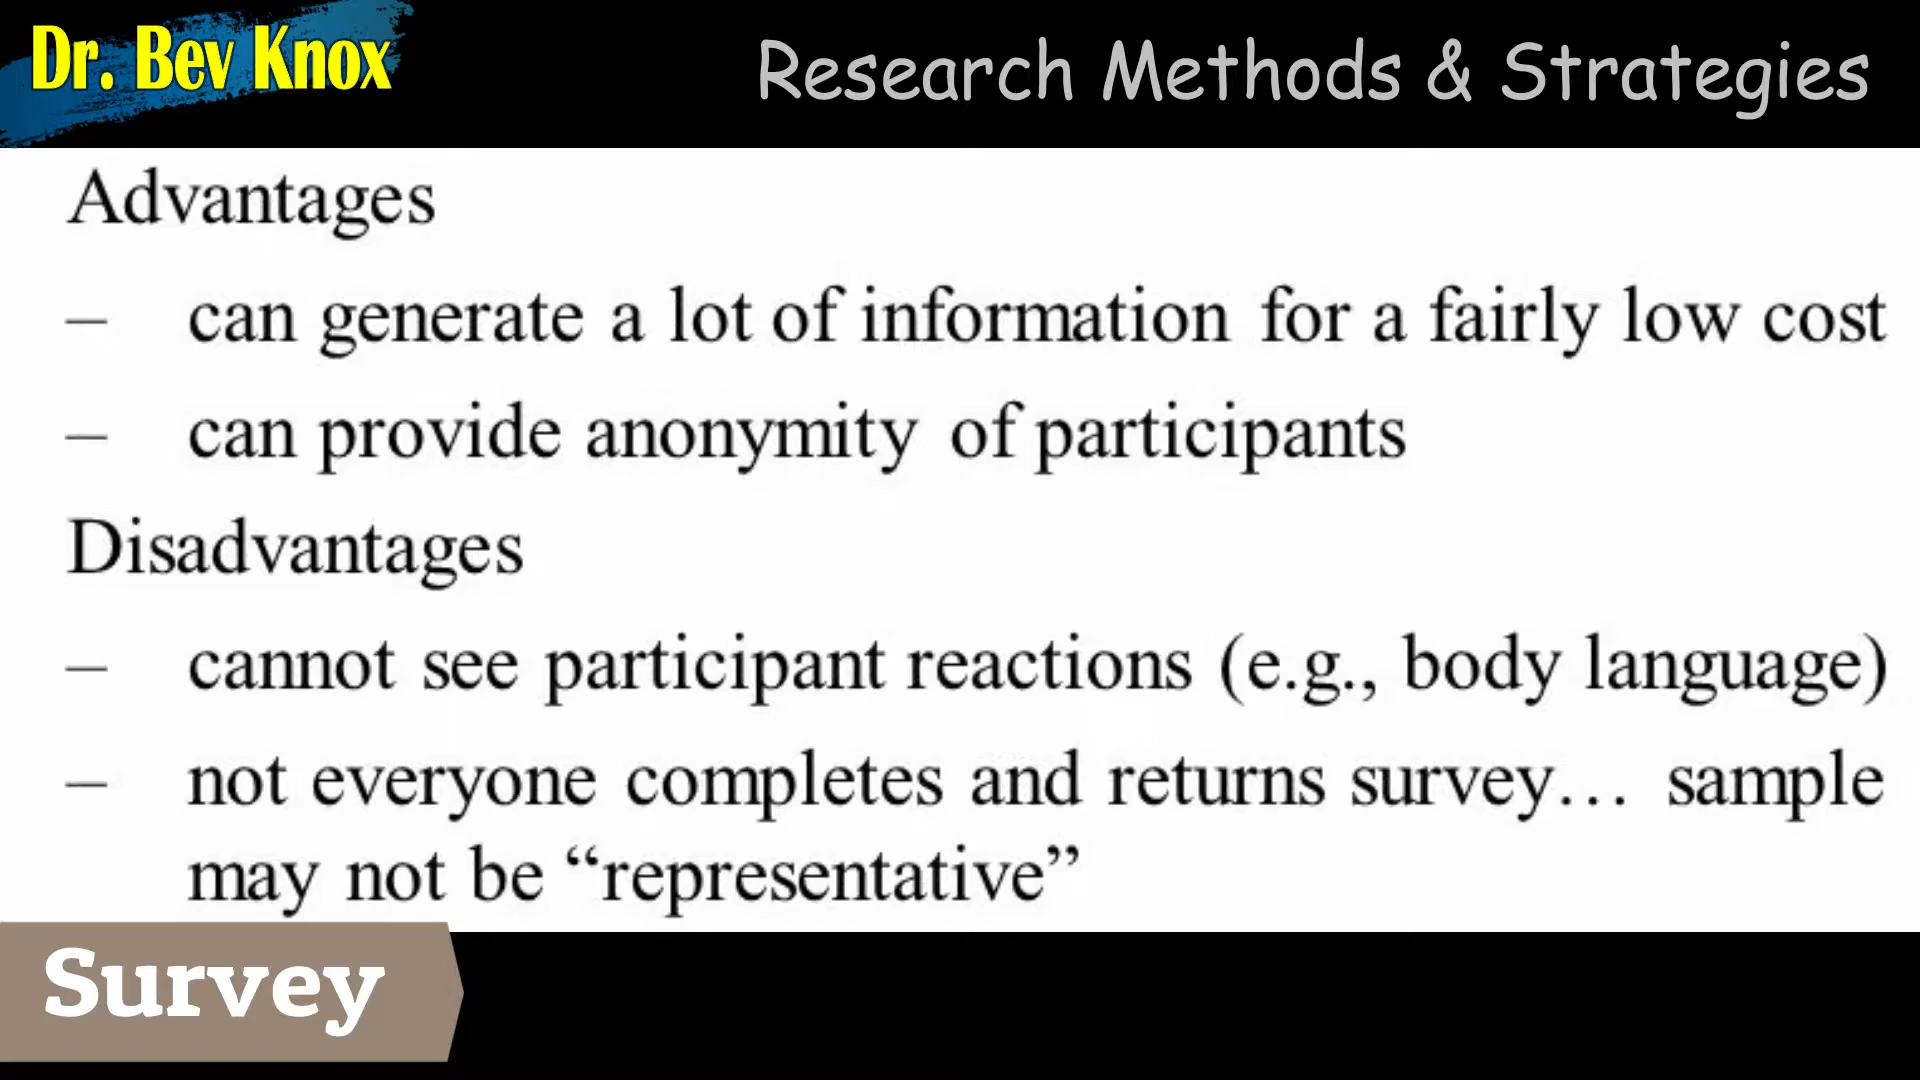 Dr. Bev Knox
Research Methods & Strategies
Advantages
– can generate a lot of information for a fairly low cost
– can provide anonymity of participants
Disadvantages
– cannot see participant reactions (e.g., body language)
– not everyone completes and returns survey… sample
may not be “representative”
Survey